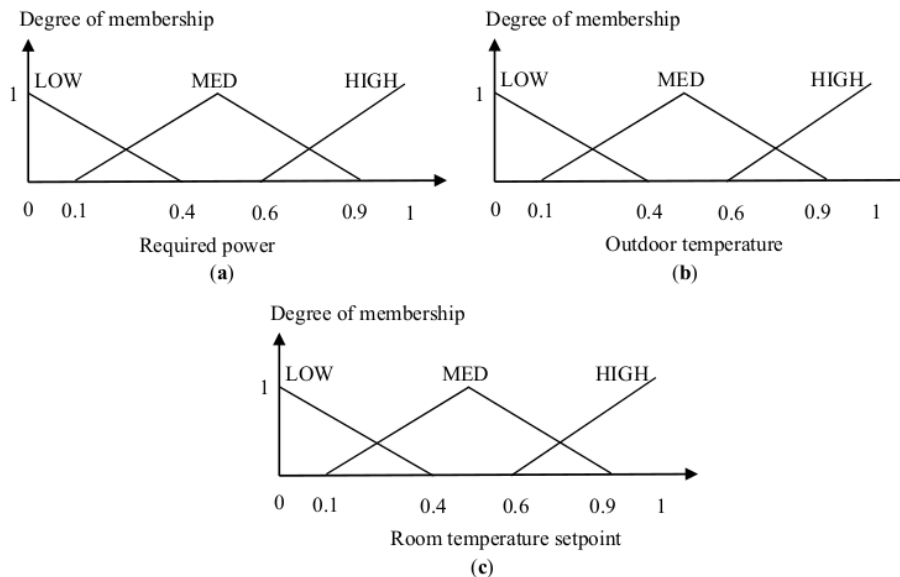 Degree of membership
LOW MED HIGH
1
0 0.1 0.4 0.6 0.9 1
Required power
(a)
Degree of membership
LOW MED HIGH
1
0 0.1 0.4 0.6 0.9 1
Outdoor temperature
(b)
Degree of membership
LOW MED HIGH
1
0 0.1 0.4 0.6 0.9 1
Room temperature setpoint
(c)